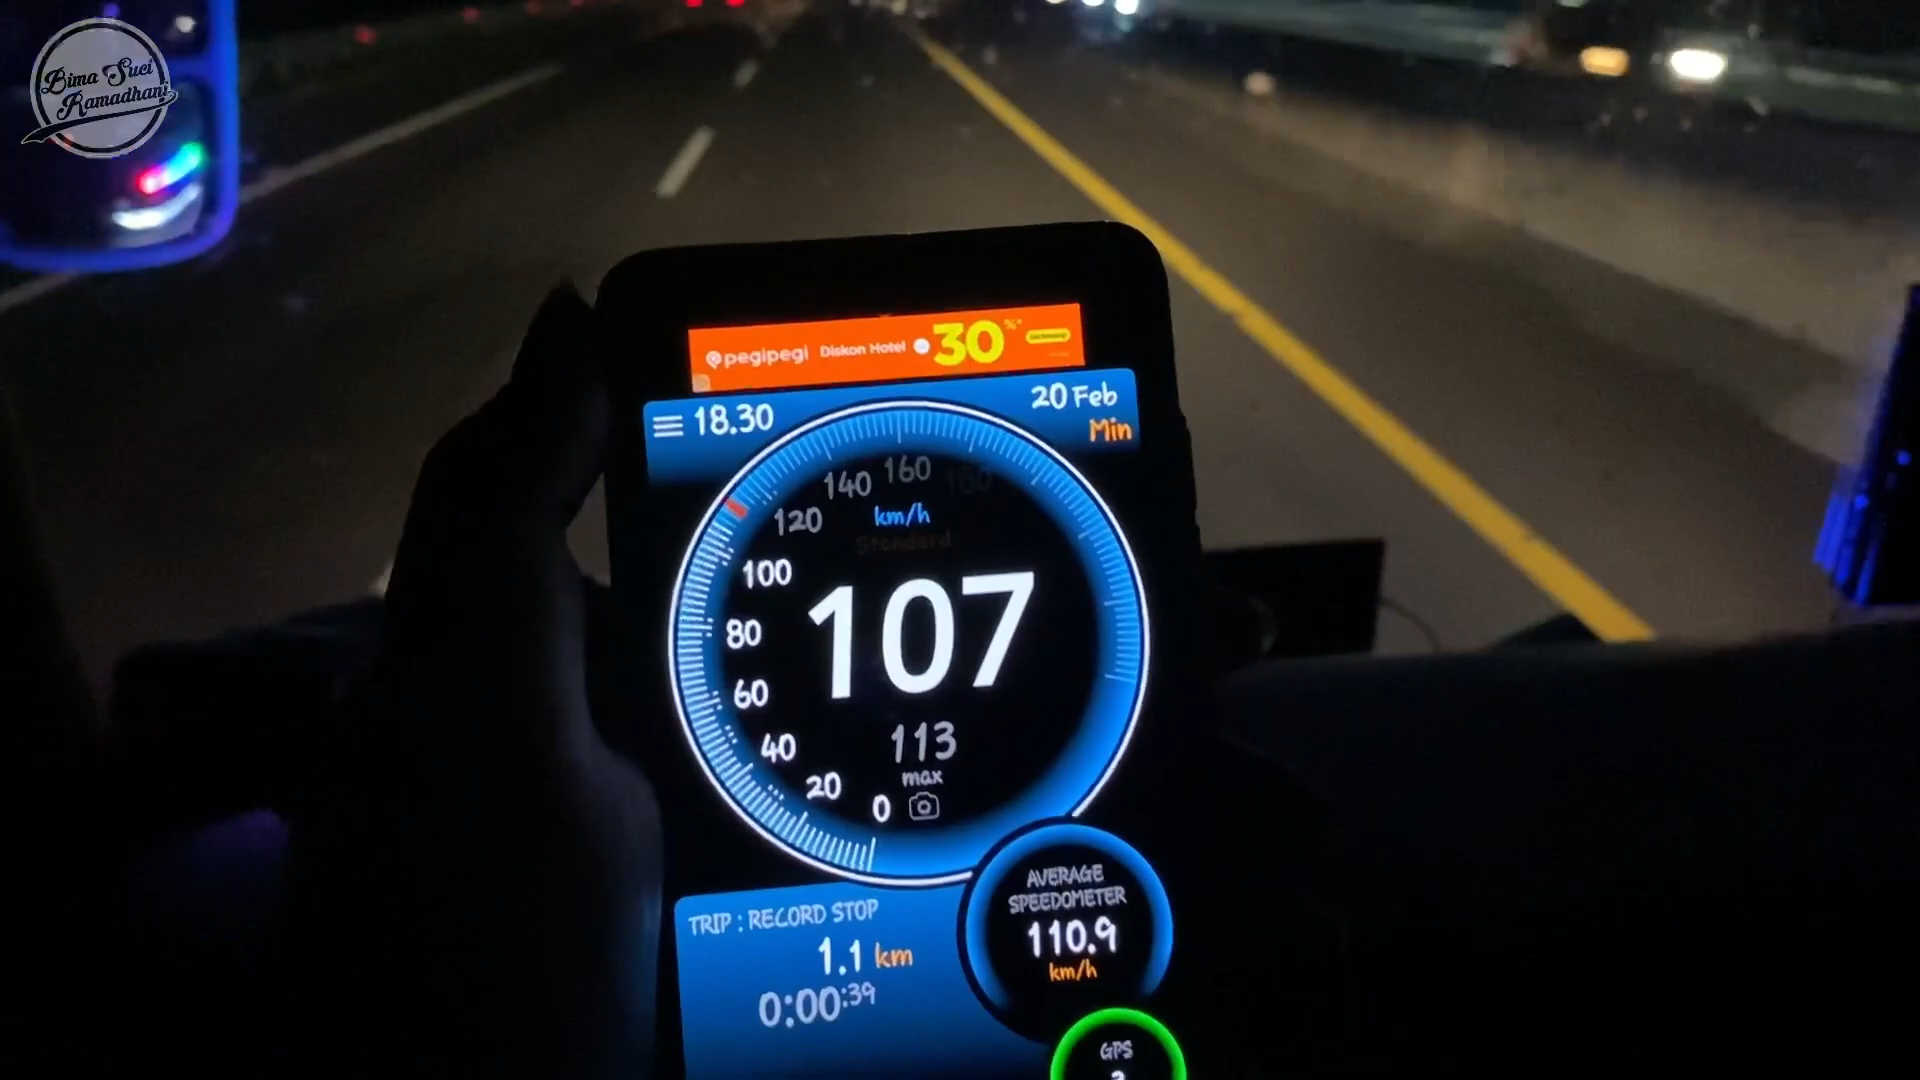 Bima Suci
Ramadhani
pegipegi Diskon Hotel 30%*
18.30
20 Feb
Min
140 160 180
120
km/h
Standard
100
107
80
60
40
20
0
113
max
TRIP : RECORD STOP
1.1 km
0:00:39
AVERAGE
SPEEDOMETER
110.9
km/h
GPS